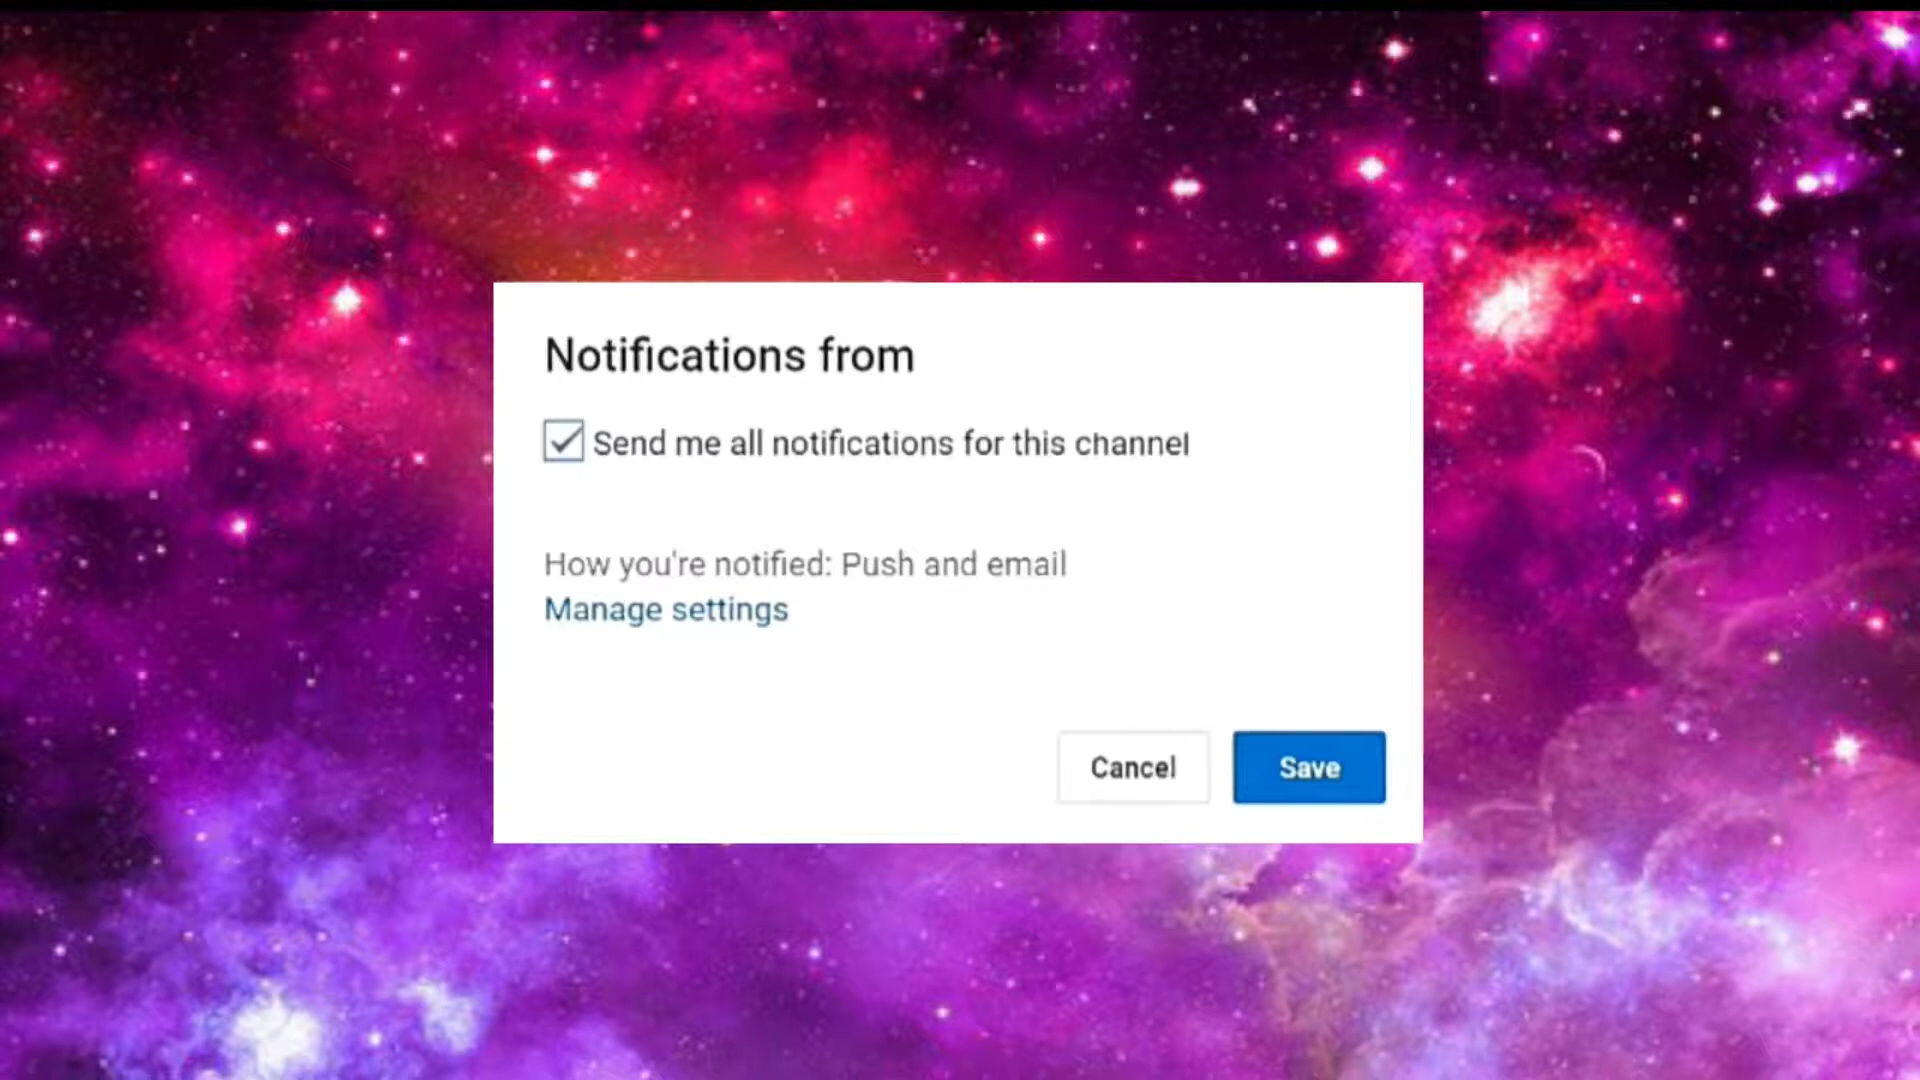 Notifications from
Send me all notifications for this channel
How you're notified: Push and email
Manage settings
Cancel
Save